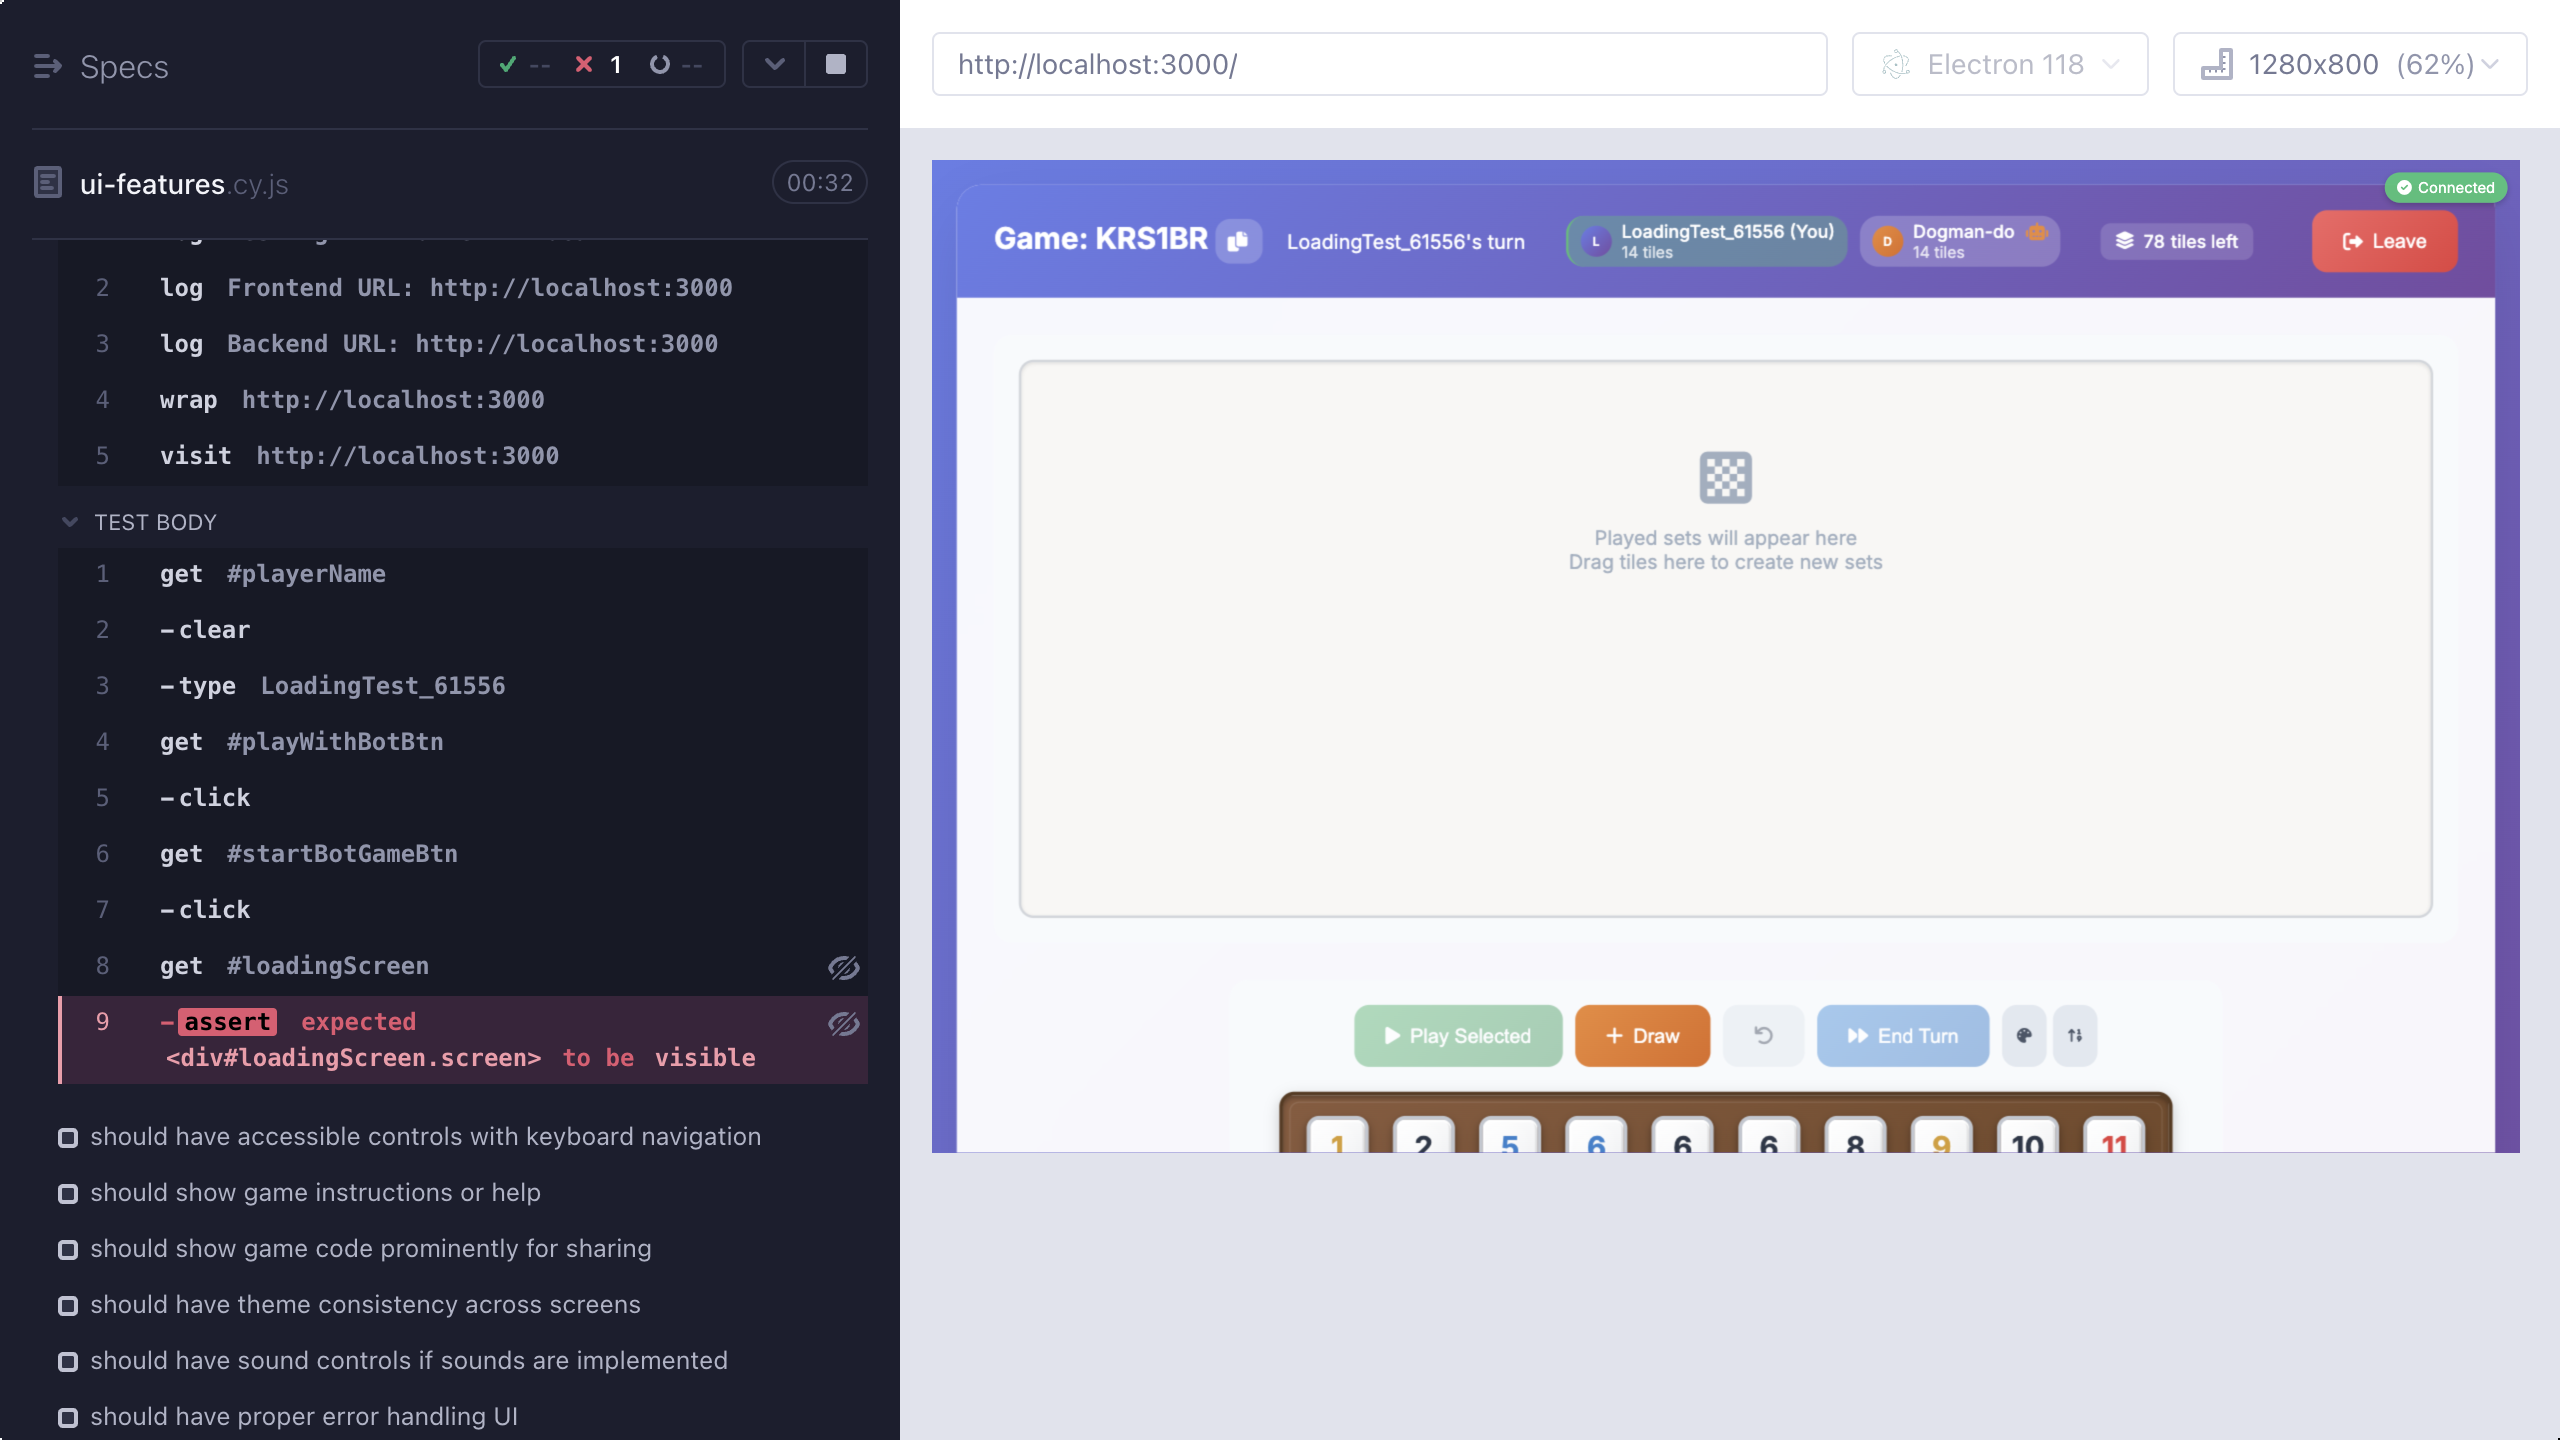 Specs
-- 1 --
ui-features.cy.js
00:32
2 log Frontend URL: http://localhost:3000
3 log Backend URL: http://localhost:3000
4 wrap http://localhost:3000
5 visit http://localhost:3000
TEST BODY
1 get #playerName
2 -clear
3 -type LoadingTest_61556
4 get #playWithBotBtn
5 -click
6 get #startBotGameBtn
7 -click
8 get #loadingScreen
9 -assert expected
<div#loadingScreen.screen> to be visible
should have accessible controls with keyboard navigation
should show game instructions or help
should show game code prominently for sharing
should have theme consistency across screens
should have sound controls if sounds are implemented
should have proper error handling UI
http://localhost:3000/
Electron 118
1280x800 (62%)
Connected
Game: KRS1BR
LoadingTest_61556's turn
L
LoadingTest_61556 (You)
14 tiles
D
Dogman-do
14 tiles
78 tiles left
Leave
Played sets will appear here
Drag tiles here to create new sets
Play Selected
Draw
End Turn
1 2 5 6 6 6 8 9 10 11